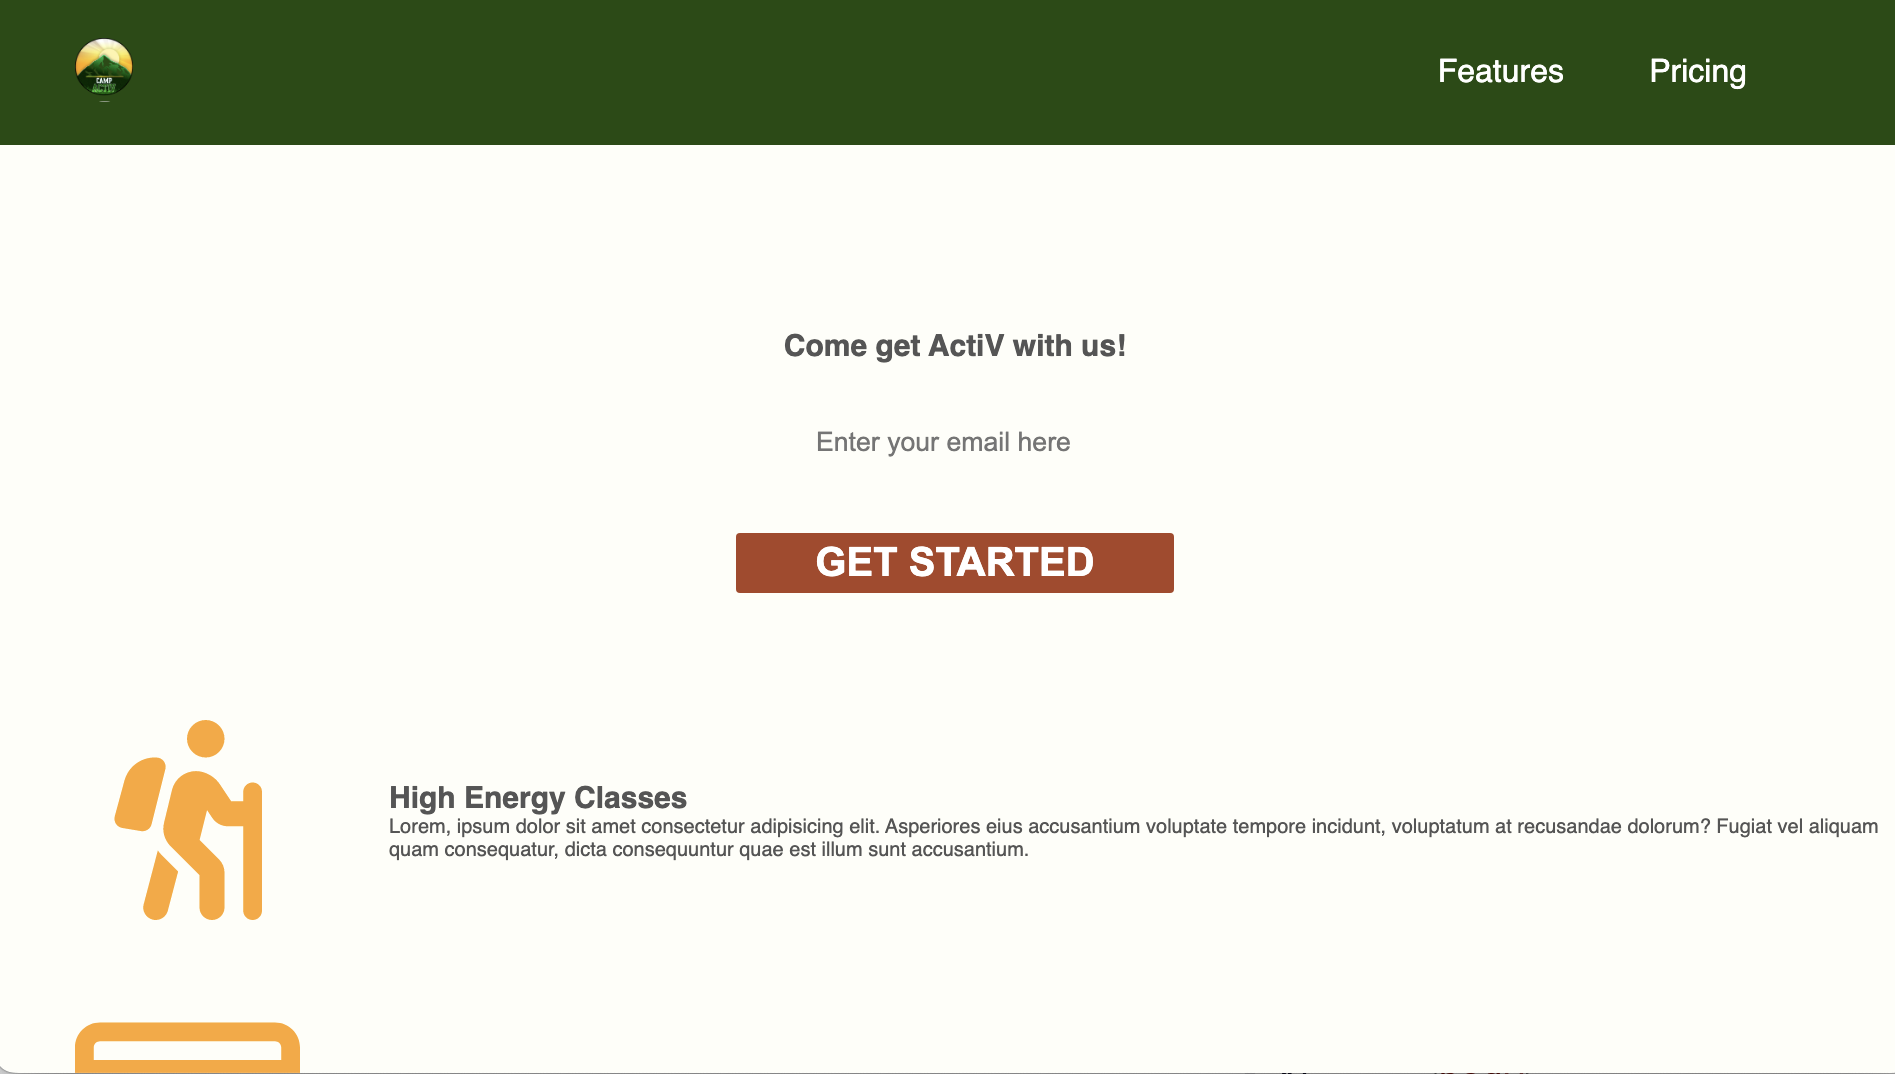 CAMP
ACTIV
Features
Pricing
Come get ActiV with us!
Enter your email here
GET STARTED
High Energy Classes
Lorem, ipsum dolor sit amet consectetur adipisicing elit. Asperiores eius accusantium voluptate tempore incidunt, voluptatum at recusandae dolorum? Fugiat vel aliquam
quam consequatur, dicta consequuntur quae est illum sunt accusantium.